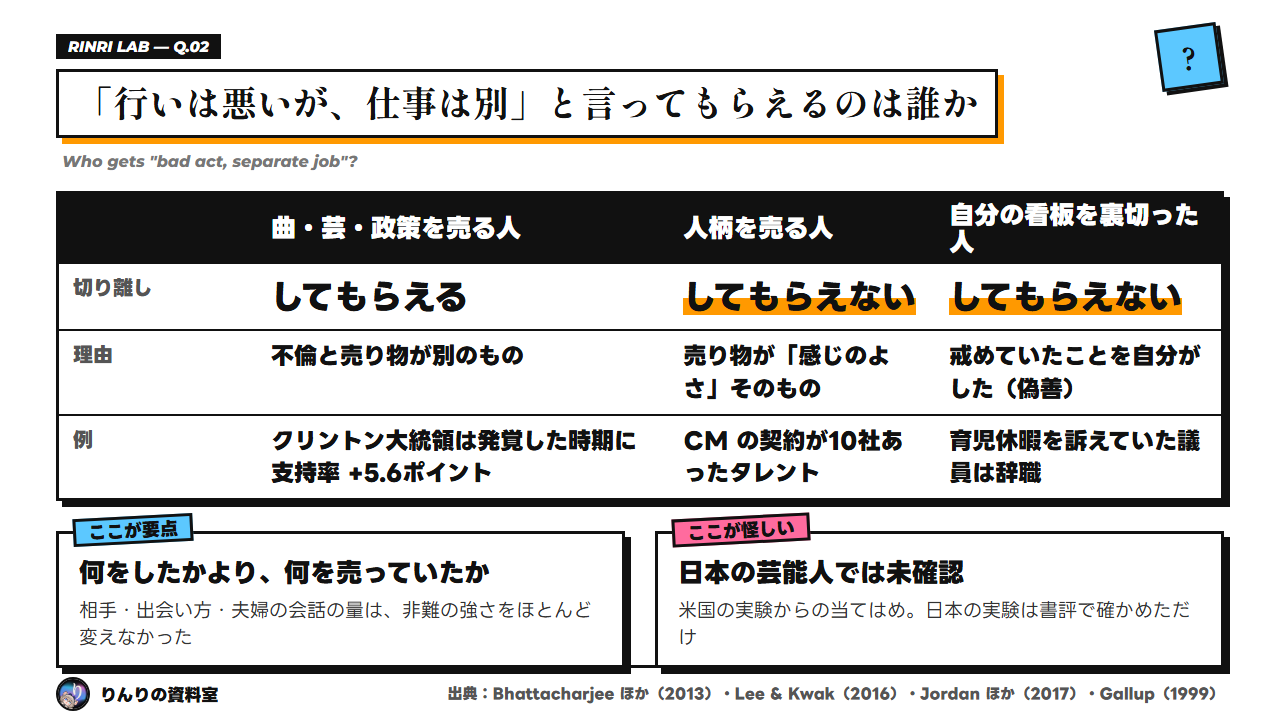 RINRI LAB — Q.02
?
「行いは悪いが、仕事は別」と言ってもらえるのは誰か
Who gets "bad act, separate job"?
曲・芸・政策を売る人
人柄を売る人
自分の看板を裏切った
人
切り離し
してもらえる
してもらえない
してもらえない
理由
不倫と売り物が別のもの
売り物が「感じのよ
さ」そのもの
戒めていたことを自分が
した（偽善）
例
クリントン大統領は発覚した時期に
支持率 +5.6ポイント
CM の契約が10社あ
ったタレント
育児休暇を訴えていた議
員は辞職
ここが要点
何をしたかより、何を売っていたか
相手・出会い方・夫婦の会話の量は、非難の強さをほとんど
変えなかった
ここが怪しい
日本の芸能人では未確認
米国の実験からの当てはめ。日本の実験は書評で確かめただ
け
りんりの資料室
出典：Bhattacharjee ほか（2013）・Lee & Kwak（2016）・Jordan ほか（2017）・Gallup（1999）